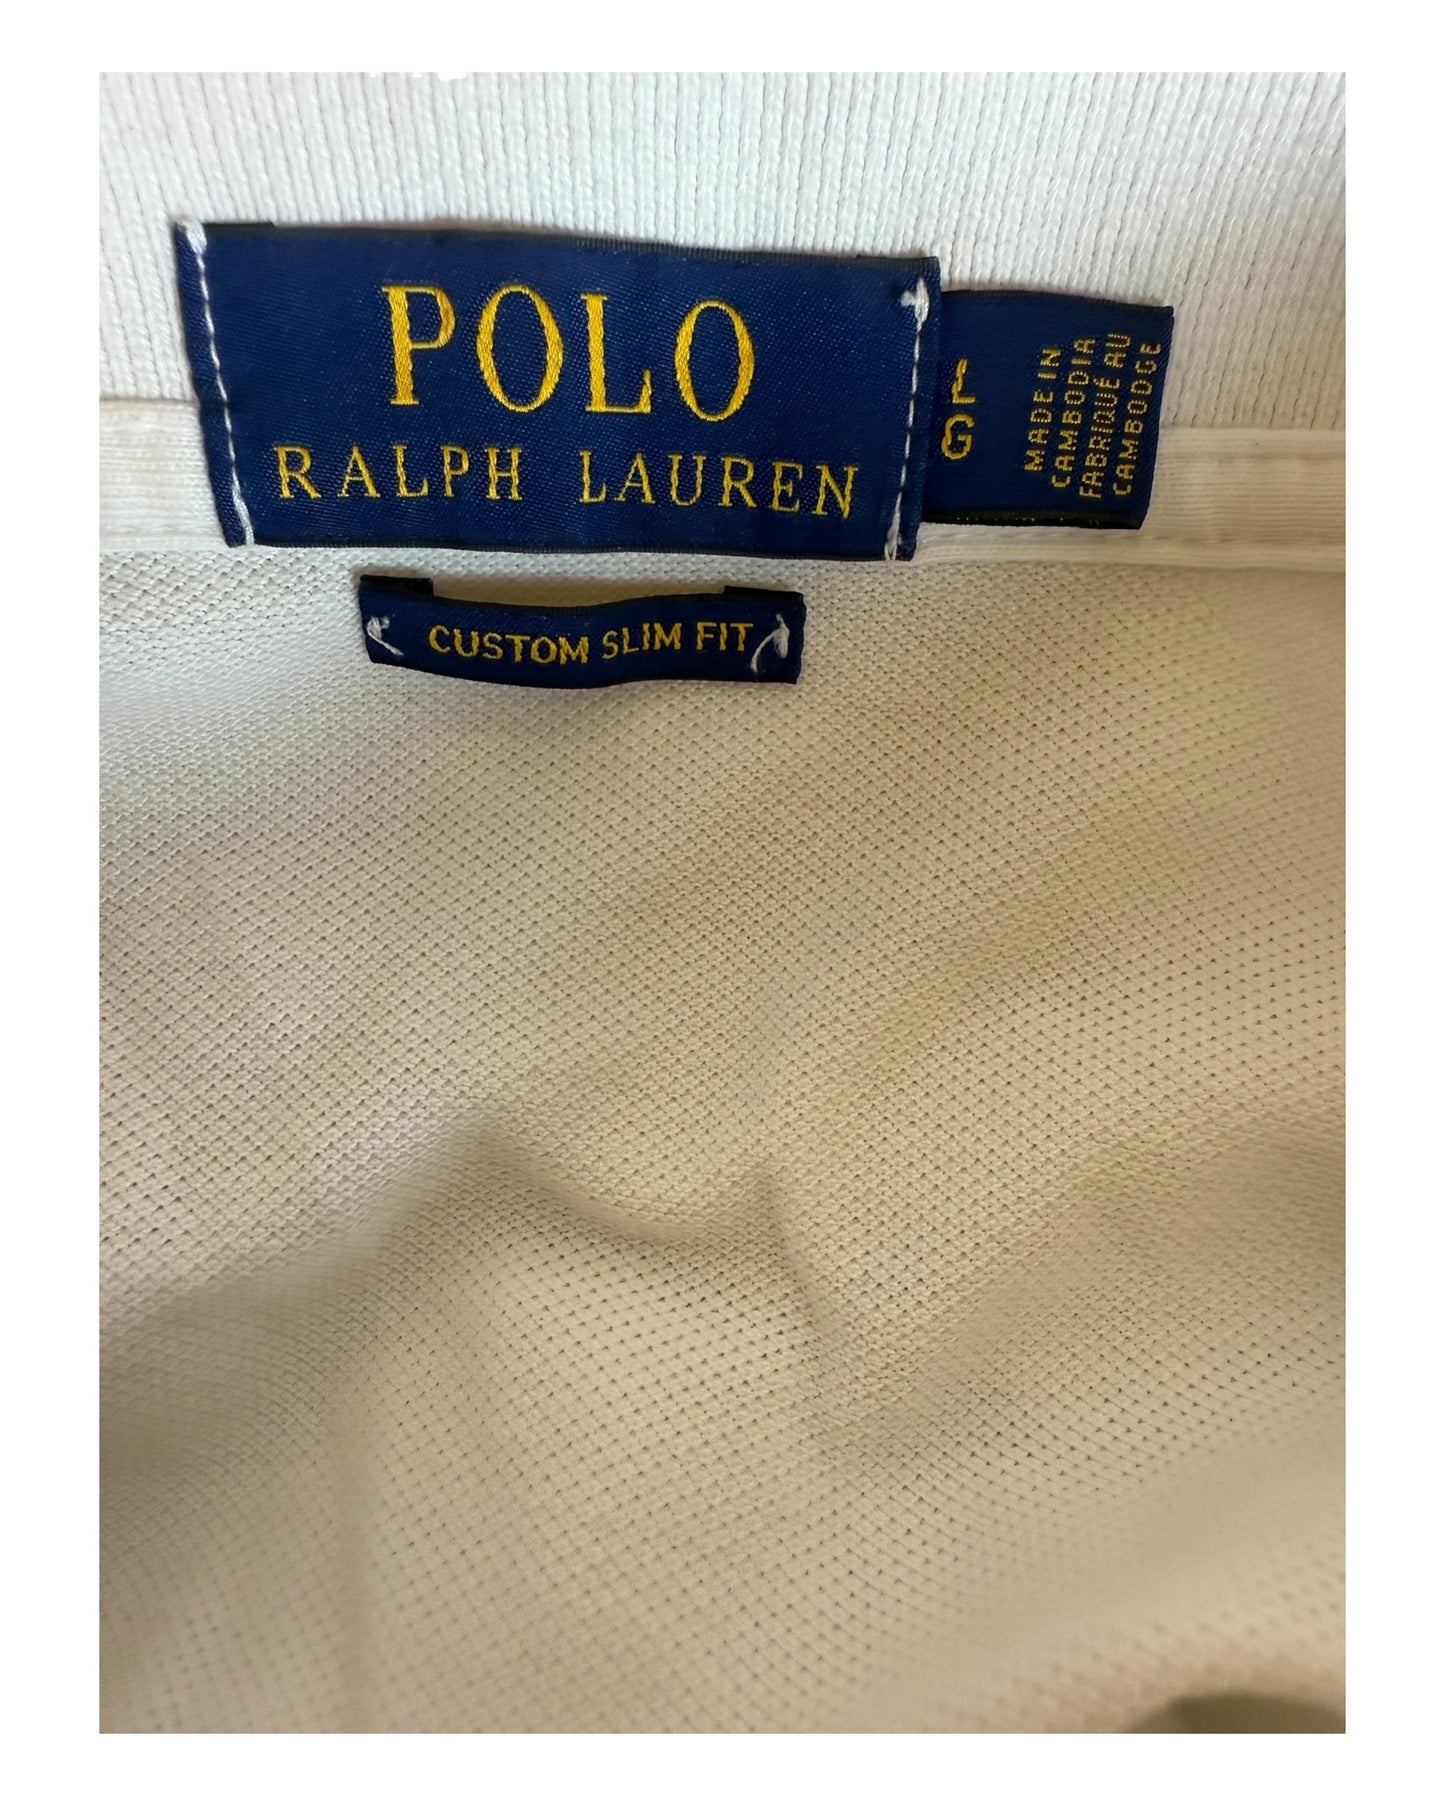 POLO
RALPH LAUREN
L
G
MADE IN
CAMBODIA
FABRIQUÉ AU
CAMBODGE
CUSTOM SLIM FIT